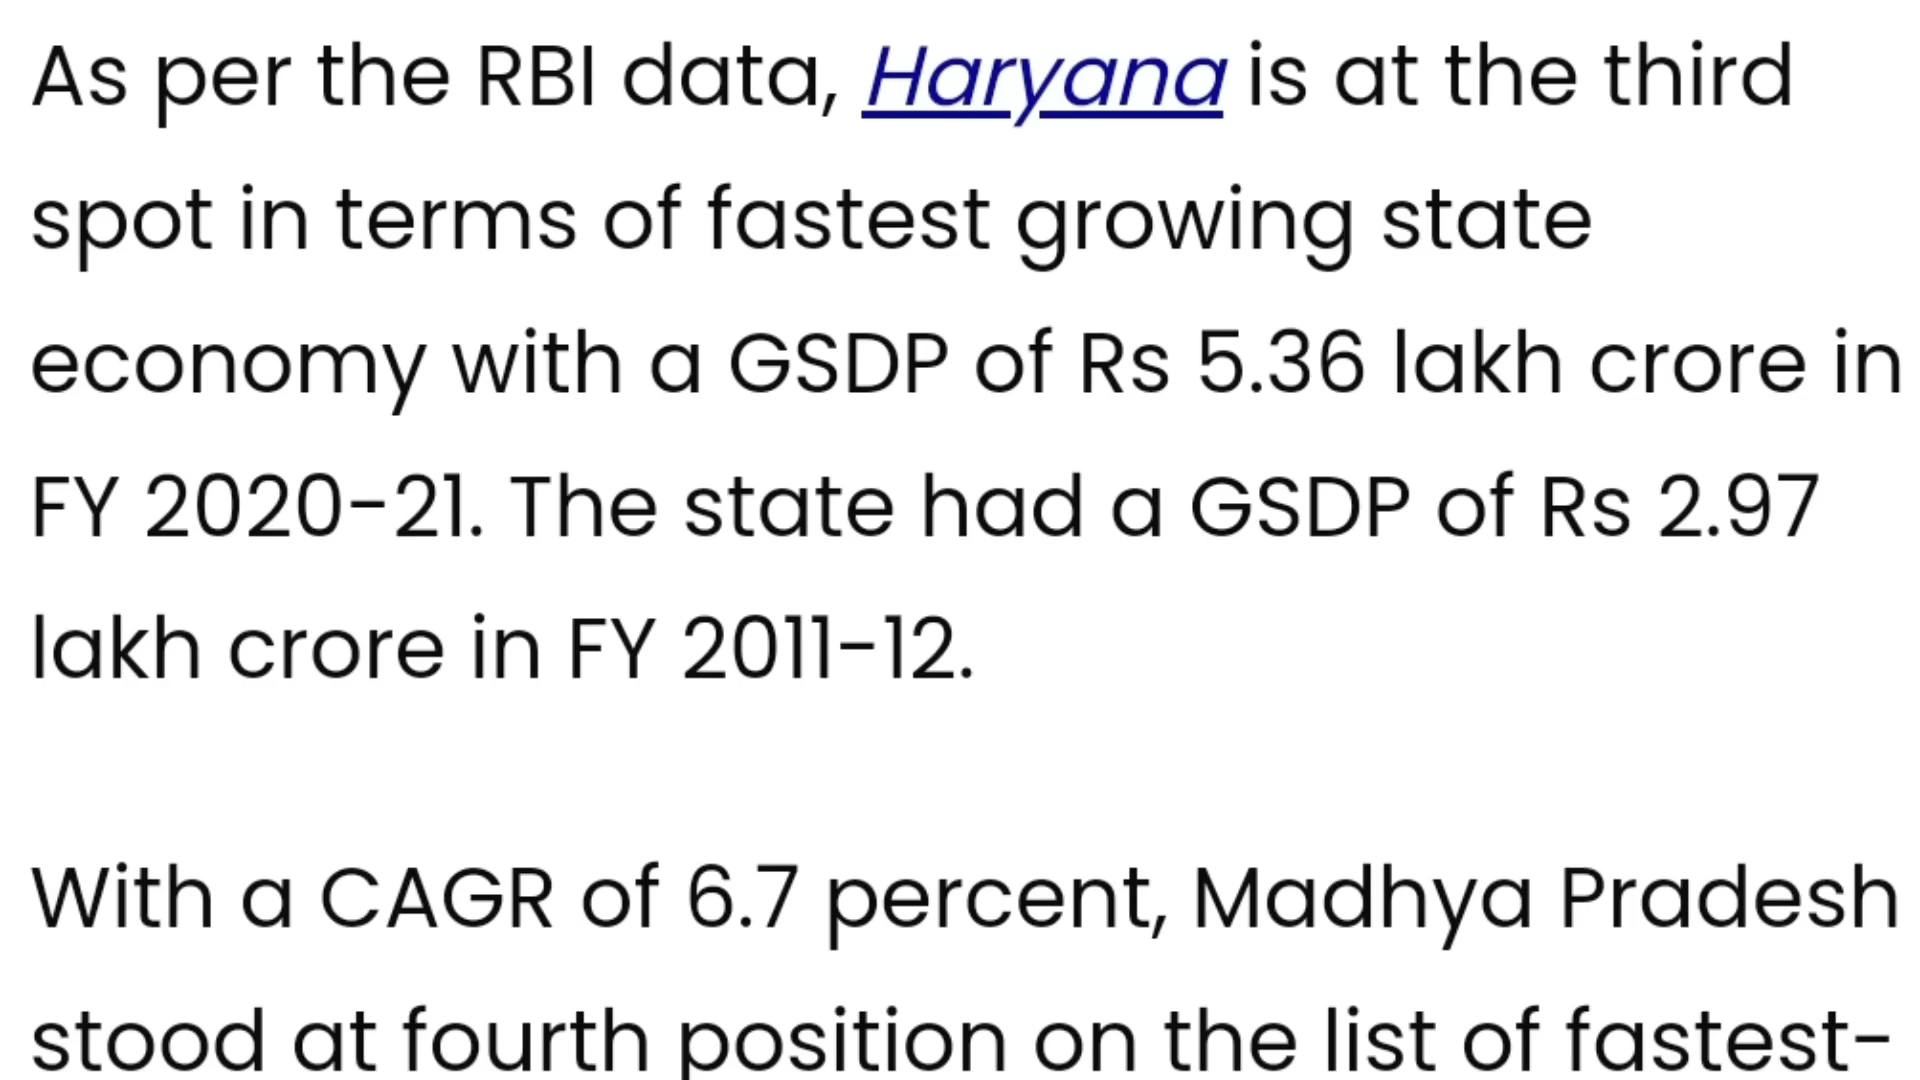 As per the RBI data, Haryana is at the third
spot in terms of fastest growing state
economy with a GSDP of Rs 5.36 lakh crore in
FY 2020-21. The state had a GSDP of Rs 2.97
lakh crore in FY 2011-12.
With a CAGR of 6.7 percent, Madhya Pradesh
stood at fourth position on the list of fastest-